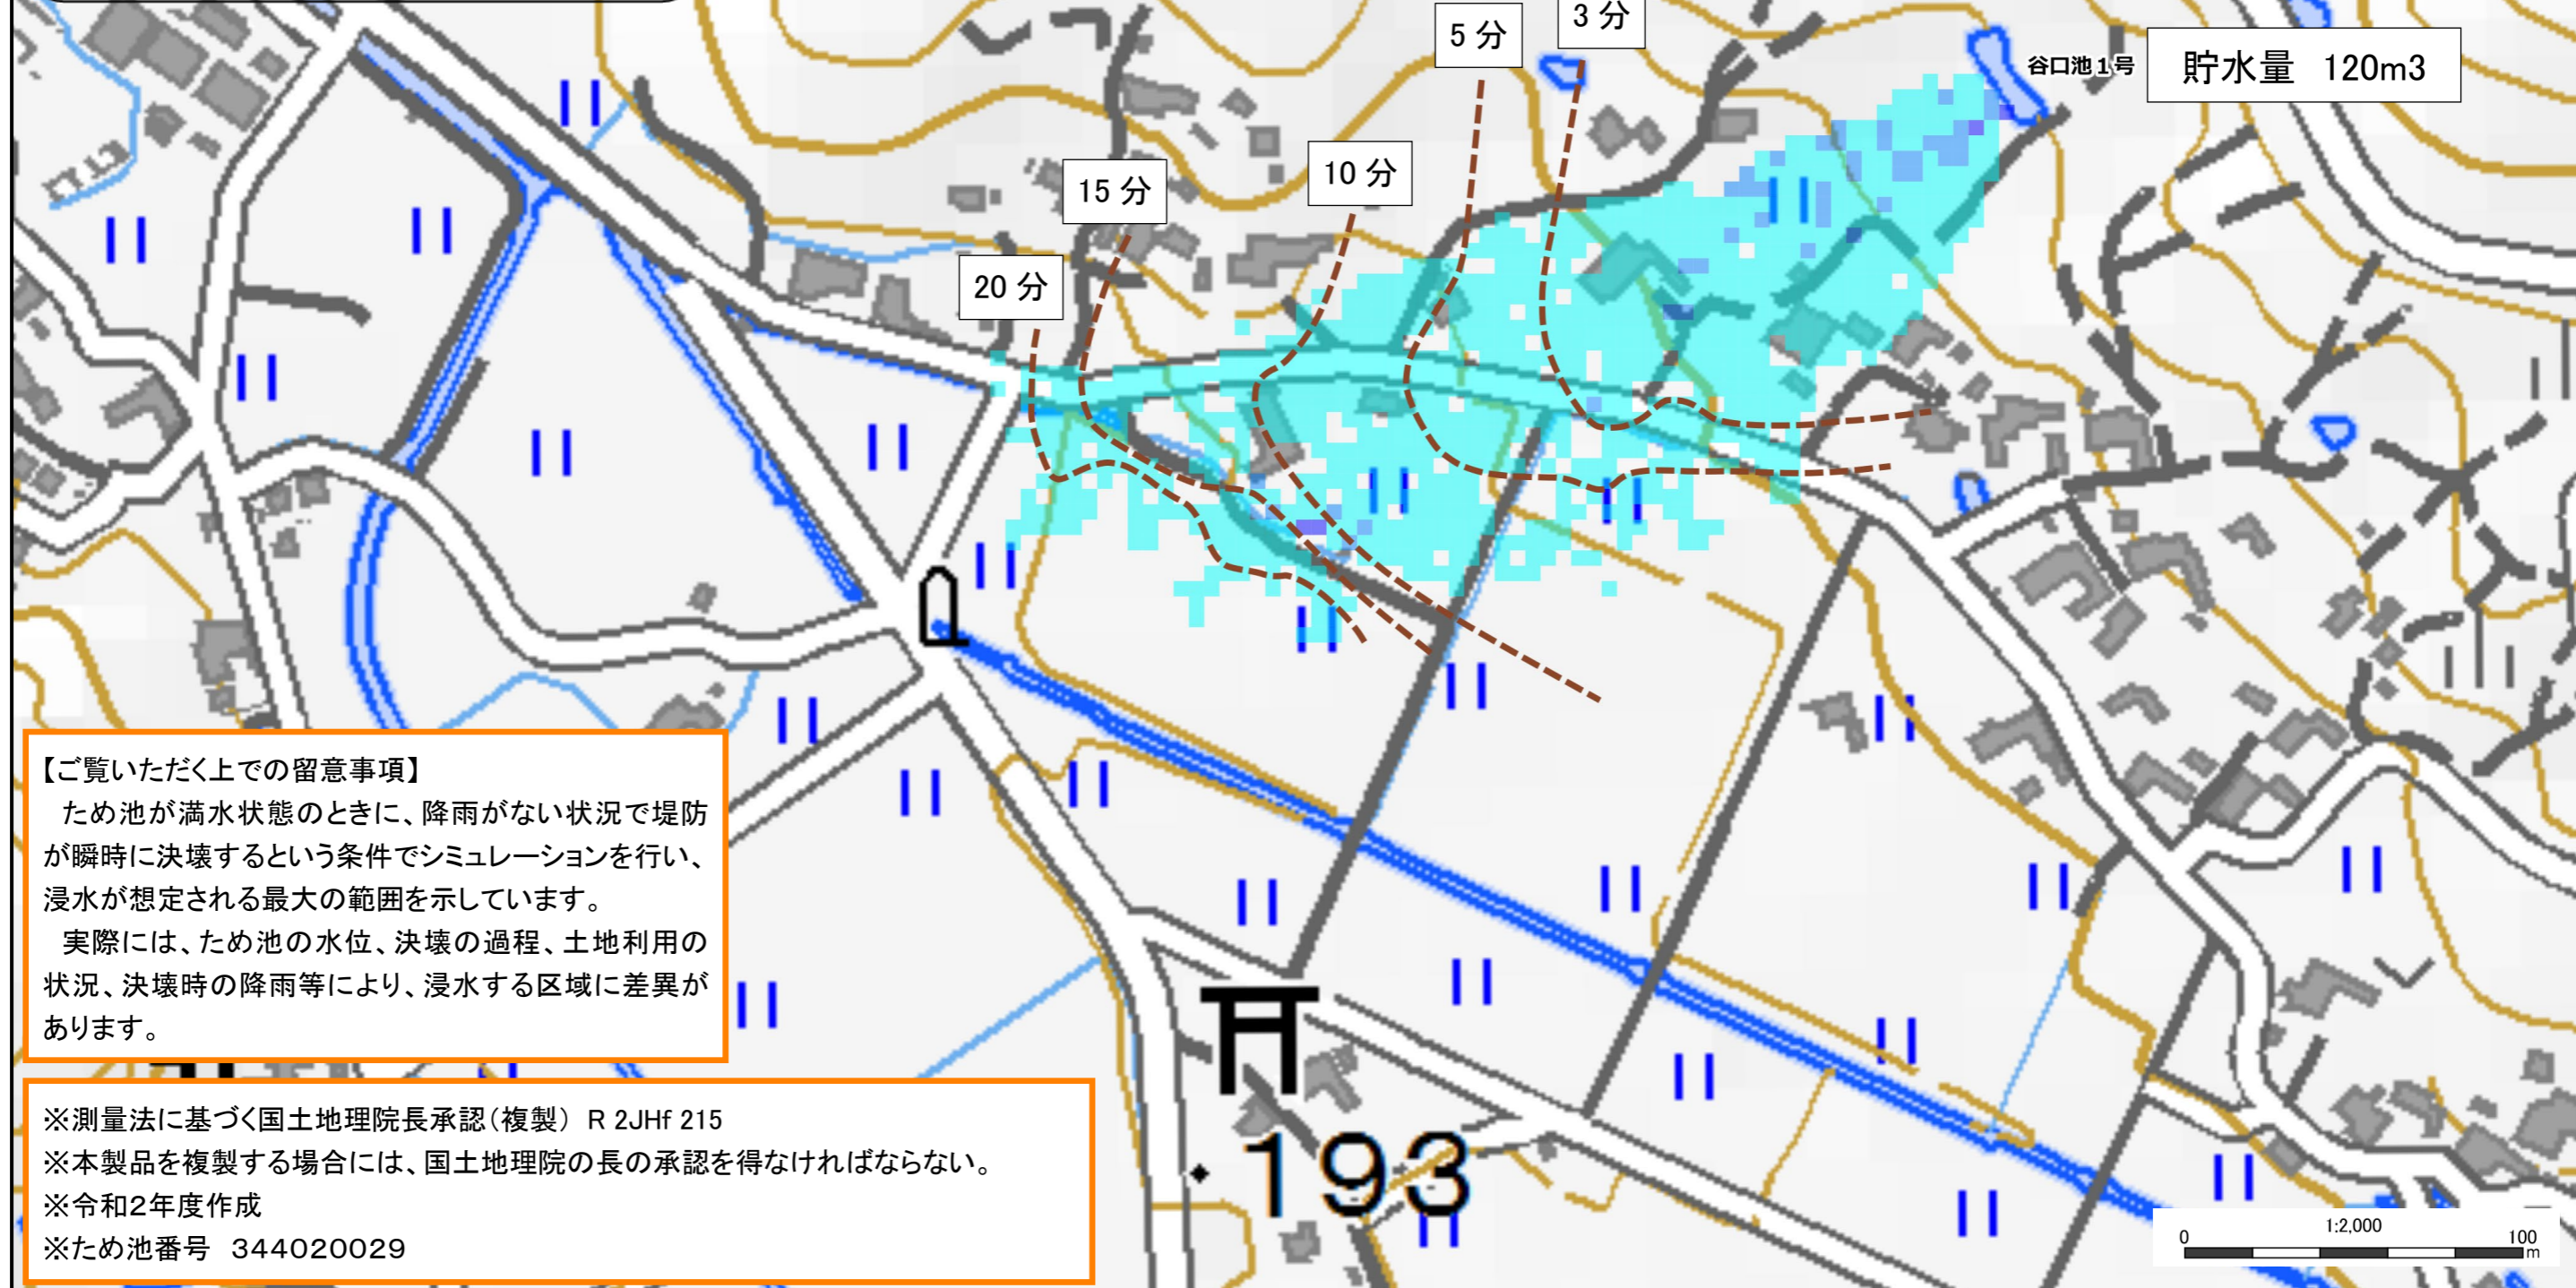 3 分
5 分
谷口池１号
貯水量　120m3
10 分
15 分
20 分
【ご覧いただく上での留意事項】
ため池が満水状態のときに、降雨がない状況で堤防
が瞬時に決壊するという条件でシミュレーションを行い、
浸水が想定される最大の範囲を示しています。
実際には、ため池の水位、決壊の過程、土地利用の
状況、決壊時の降雨等により、浸水する区域に差異が
あります。
※測量法に基づく国土地理院長承認（複製） R 2JHf 215
※本製品を複製する場合には、国土地理院の長の承認を得なければならない。
※令和２年度作成
※ため池番号　344020029
193
1:2,000
0 100
m